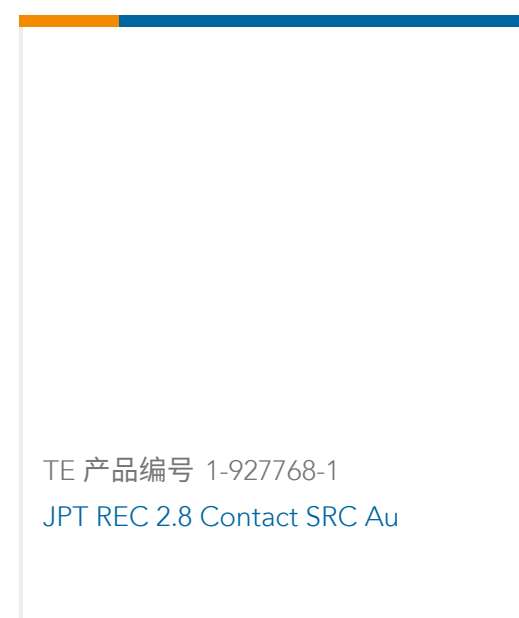 TE 产品编号 1-927768-1
JPT REC 2.8 Contact SRC Au